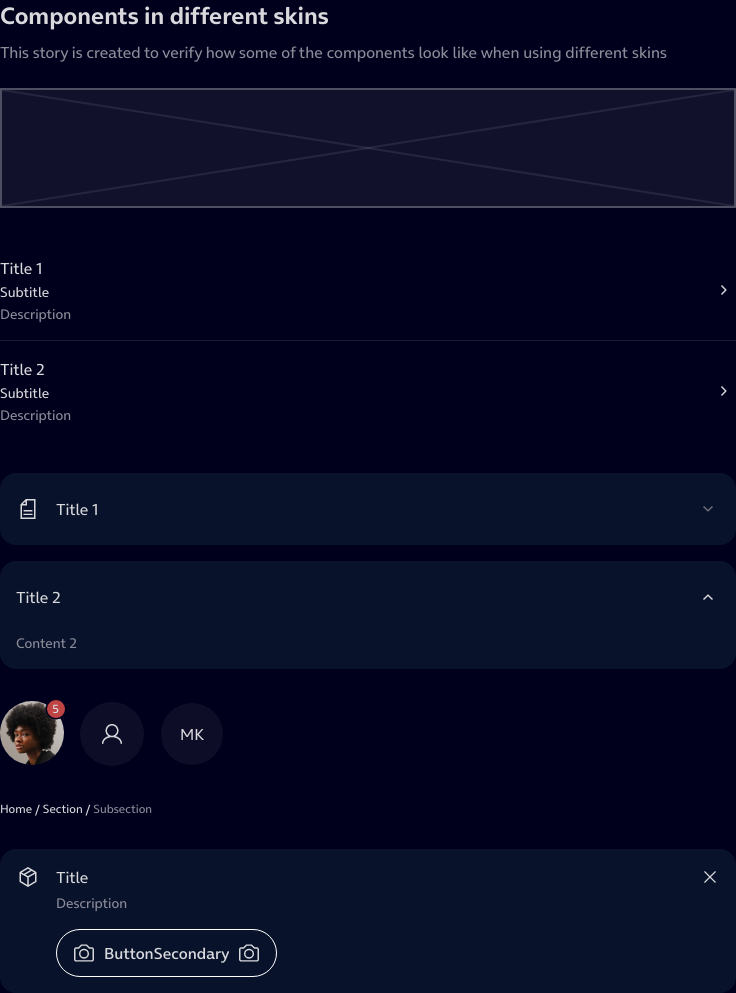 Components in different skins
This story is created to verify how some of the components look like when using different skins
Title 1
Subtitle
Description
Title 2
Subtitle
Description
Title 1
Title 2
Content 2
5
MK
Home / Section / Subsection
Title
Description
ButtonSecondary